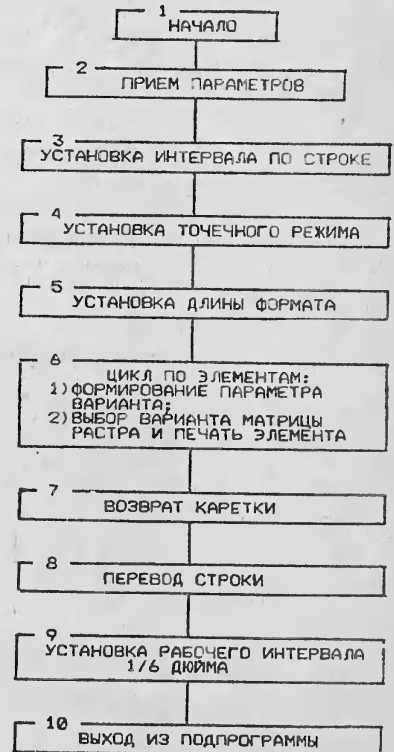 1
НАЧАЛО
2
ПРИЕМ ПАРАМЕТРОВ
3
УСТАНОВКА ИНТЕРВАЛА ПО СТРОКЕ
4
УСТАНОВКА ТОЧЕЧНОГО РЕЖИМА
5
УСТАНОВКА ДЛИНЫ ФОРМАТА
6
ЦИКЛ ПО ЭЛЕМЕНТАМ:
1) ФОРМИРОВАНИЕ ПАРАМЕТРА
ВАРИАНТА;
2) ВЫБОР ВАРИАНТА МАТРИЦЫ
РАСТРА И ПЕЧАТЬ ЭЛЕМЕНТА
7
ВОЗВРАТ КАРЕТКИ
8
ПЕРЕВОД СТРОКИ
9
УСТАНОВКА РАБОЧЕГО ИНТЕРВАЛА
1/6 ДЮЙМА
10
ВЫХОД ИЗ ПОДПРОГРАММЫ